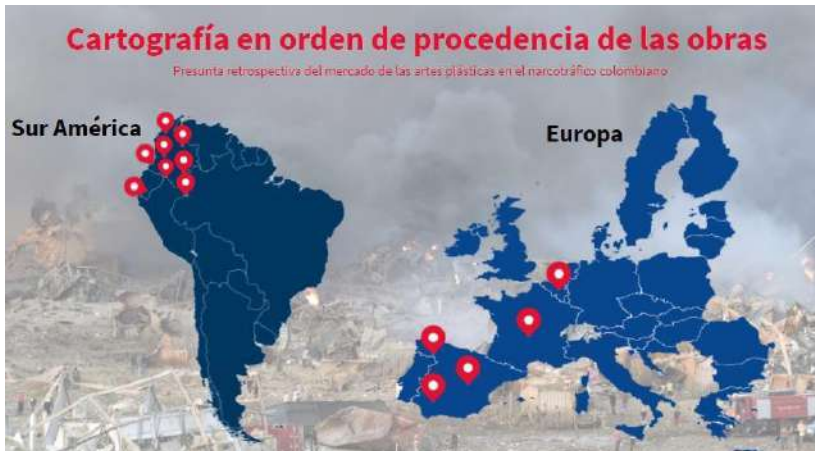 Cartografía en orden de procedencia de las obras
Presunta retrospectiva del mercado de las artes plásticas en el narcotráfico colombiano
Sur América
Europa